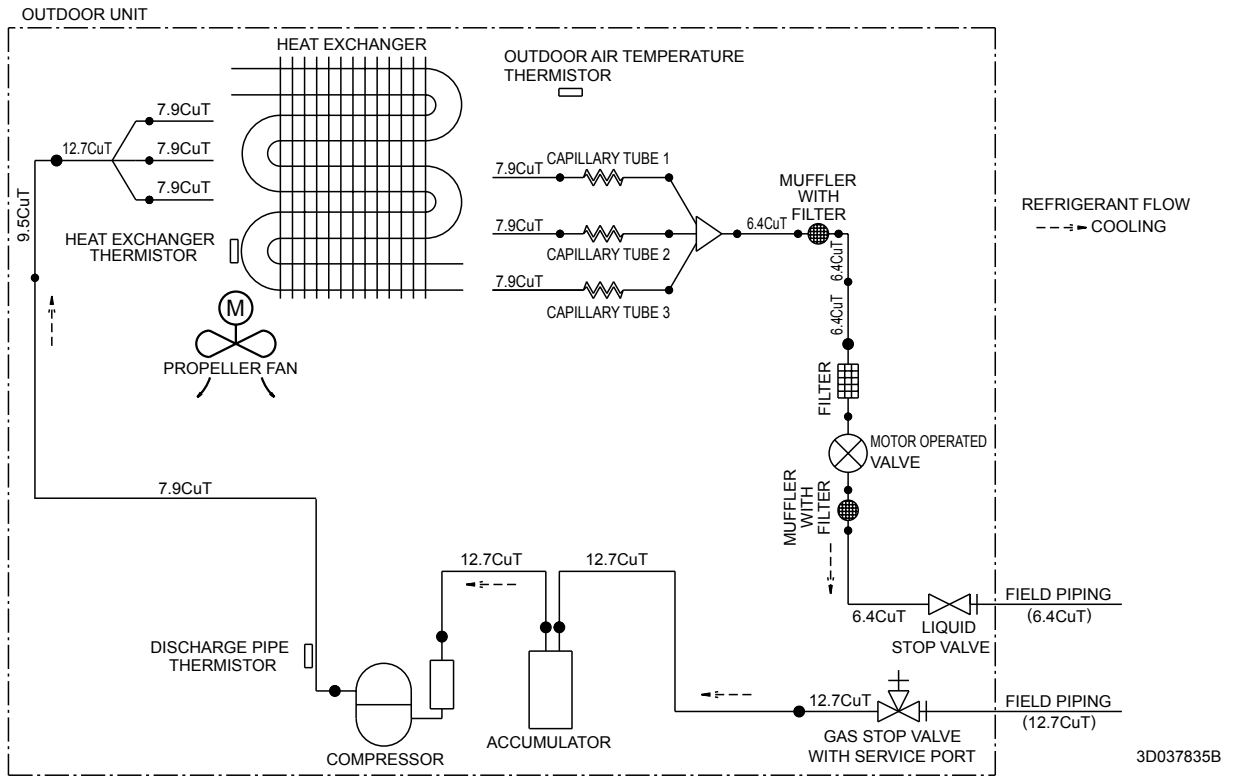 OUTDOOR UNIT
HEAT EXCHANGER
OUTDOOR AIR TEMPERATURE
THERMISTOR
7.9CuT
12.7CuT
7.9CuT
7.9CuT
9.5CuT
HEAT EXCHANGER
THERMISTOR
M
PROPELLER FAN
7.9CuT
CAPILLARY TUBE 1
7.9CuT
CAPILLARY TUBE 2
7.9CuT
CAPILLARY TUBE 3
6.4CuT
MUFFLER
WITH
FILTER
6.4CuT
6.4CuT
FILTER
MOTOR OPERATED
VALVE
MUFFLER
WITH
FILTER
REFRIGERANT FLOW
COOLING
7.9CuT
12.7CuT
12.7CuT
6.4CuT
LIQUID
STOP VALVE
FIELD PIPING
(6.4CuT)
DISCHARGE PIPE
THERMISTOR
COMPRESSOR
ACCUMULATOR
12.7CuT
GAS STOP VALVE
WITH SERVICE PORT
FIELD PIPING
(12.7CuT)
3D037835B